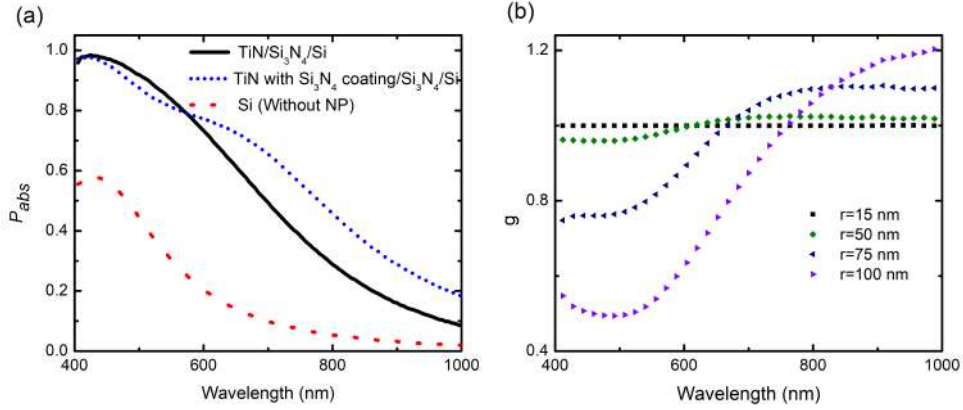 (a)
1.0
0.8
0.6
0.4
0.2
0.0
P_abs
TiN/Si₃N₄/Si
TiN with Si₃N₄ coating/Si₃N₄/Si
Si (Without NP)
400 600 800 1000
Wavelength (nm)
(b)
1.2
0.8
0.4
g
r=15 nm
r=50 nm
r=75 nm
r=100 nm
400 600 800 1000
Wavelength (nm)